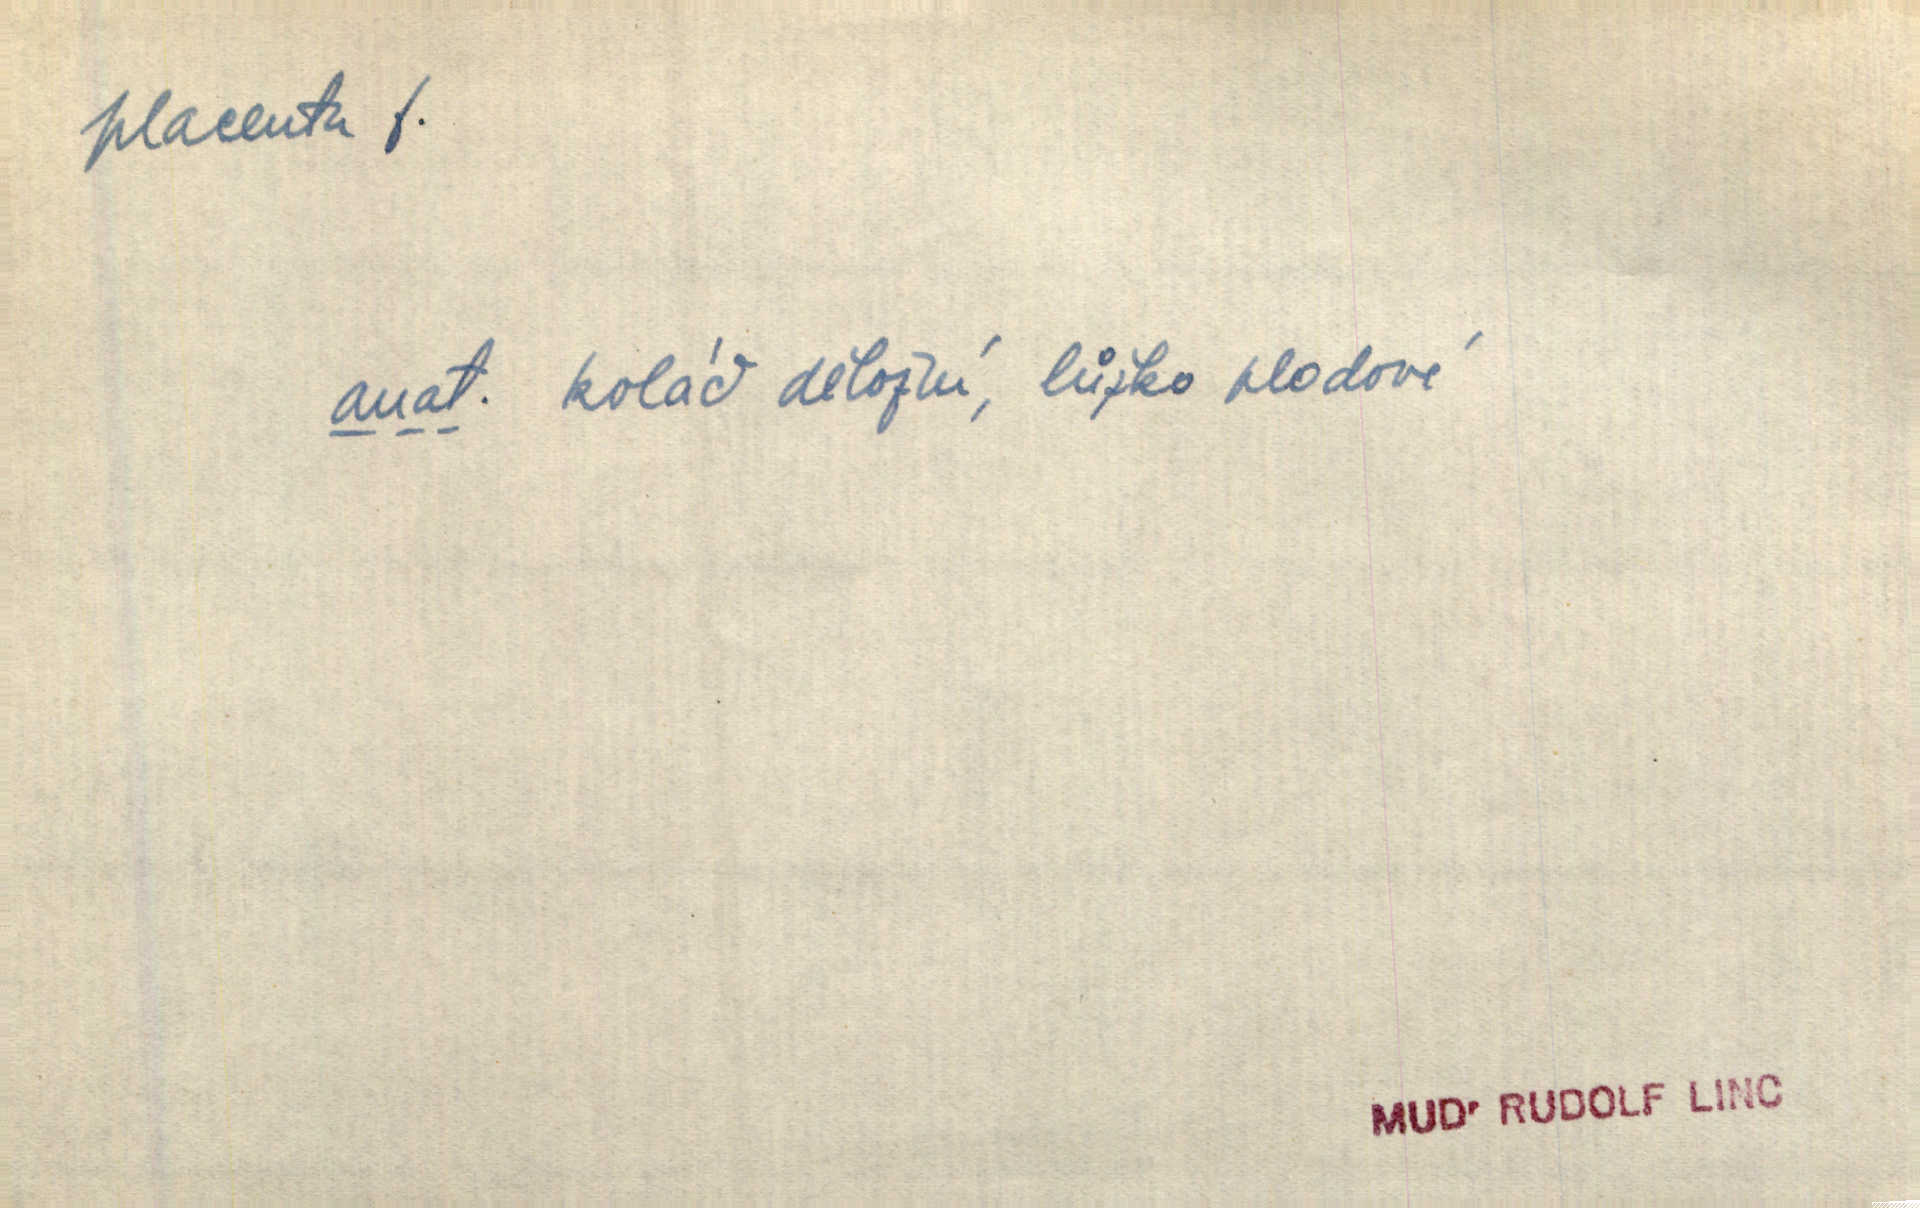 placenta f.
anat. koláč děložní, lůžko plodové
MUDr RUDOLF LINC